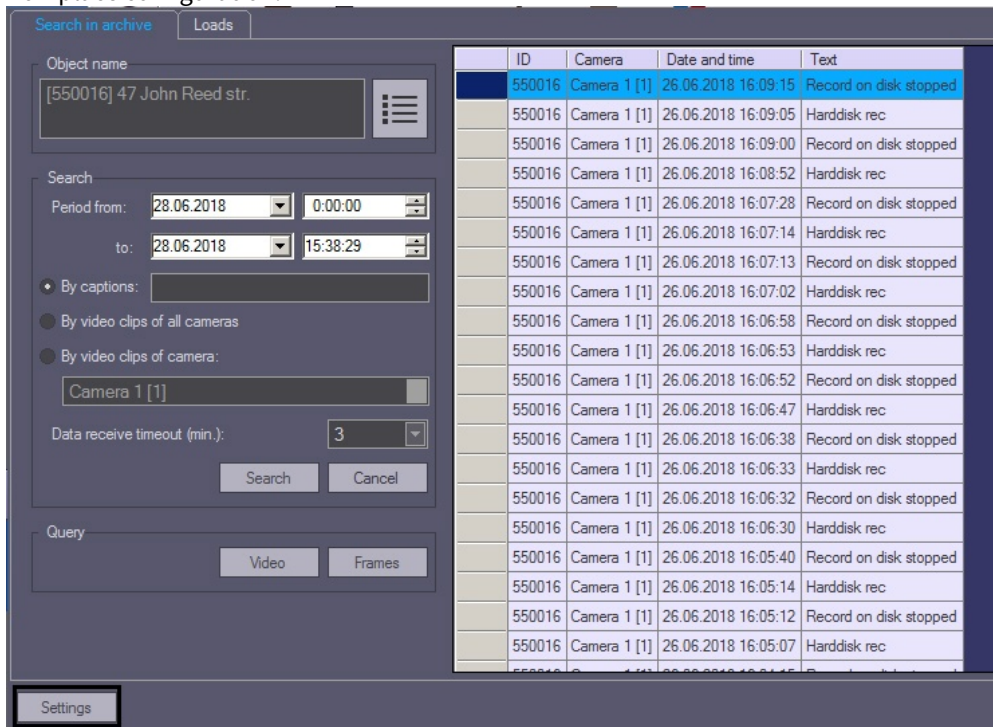 Search in archive Loads
Object name
[550016] 47 John Reed str.
Search
Period from: 28.06.2018 0:00:00
to: 28.06.2018 15:38:29
By captions:
By video clips of all cameras
By video clips of camera:
Camera 1 [1]
Data receive timeout (min.): 3
Search Cancel
Query
Video Frames
ID Camera Date and time Text
550016 Camera 1 [1] 26.06.2018 16:09:15 Record on disk stopped
550016 Camera 1 [1] 26.06.2018 16:09:05 Harddisk rec
550016 Camera 1 [1] 26.06.2018 16:09:00 Record on disk stopped
550016 Camera 1 [1] 26.06.2018 16:08:52 Harddisk rec
550016 Camera 1 [1] 26.06.2018 16:07:28 Record on disk stopped
550016 Camera 1 [1] 26.06.2018 16:07:14 Harddisk rec
550016 Camera 1 [1] 26.06.2018 16:07:13 Record on disk stopped
550016 Camera 1 [1] 26.06.2018 16:07:02 Harddisk rec
550016 Camera 1 [1] 26.06.2018 16:06:58 Record on disk stopped
550016 Camera 1 [1] 26.06.2018 16:06:53 Harddisk rec
550016 Camera 1 [1] 26.06.2018 16:06:52 Record on disk stopped
550016 Camera 1 [1] 26.06.2018 16:06:47 Harddisk rec
550016 Camera 1 [1] 26.06.2018 16:06:38 Record on disk stopped
550016 Camera 1 [1] 26.06.2018 16:06:33 Harddisk rec
550016 Camera 1 [1] 26.06.2018 16:06:32 Record on disk stopped
550016 Camera 1 [1] 26.06.2018 16:06:30 Harddisk rec
550016 Camera 1 [1] 26.06.2018 16:05:40 Record on disk stopped
550016 Camera 1 [1] 26.06.2018 16:05:14 Harddisk rec
550016 Camera 1 [1] 26.06.2018 16:05:12 Record on disk stopped
550016 Camera 1 [1] 26.06.2018 16:05:07 Harddisk rec
Settings